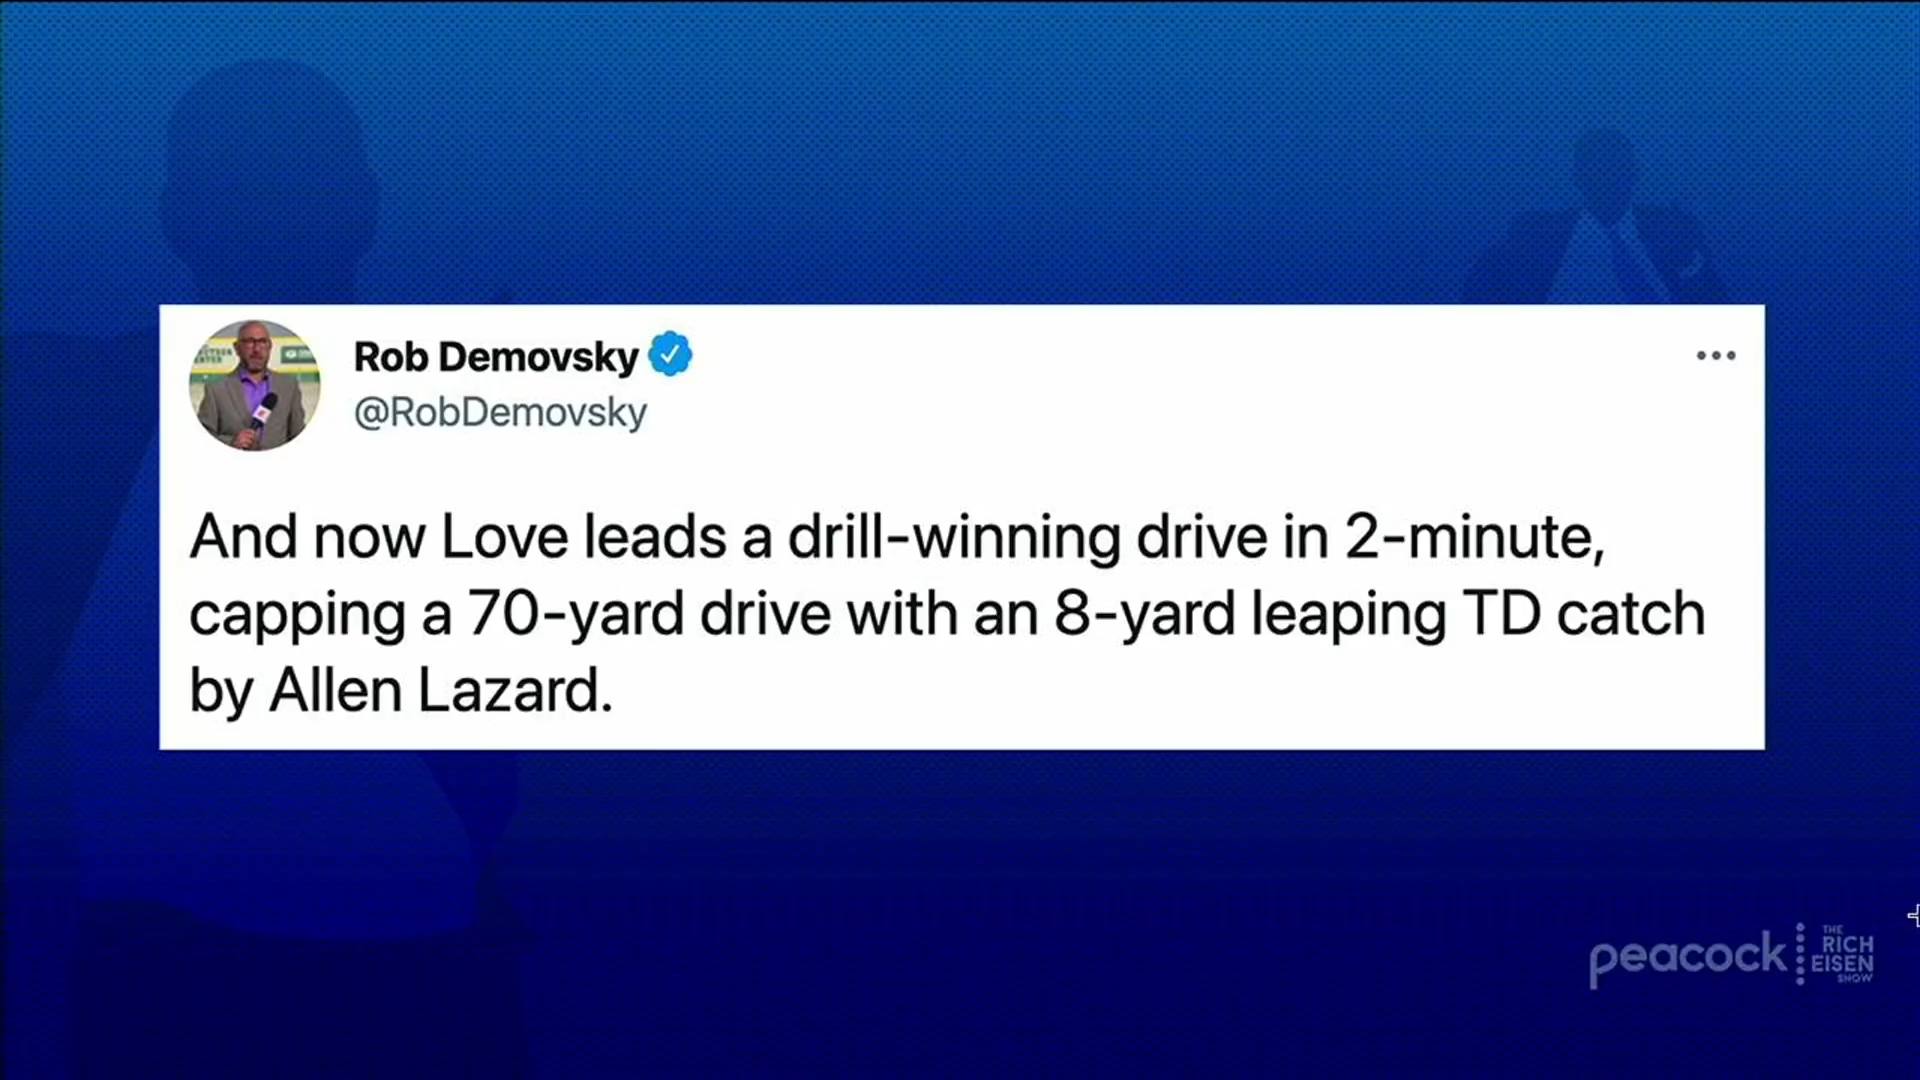 Rob Demovsky
@RobDemovsky
And now Love leads a drill-winning drive in 2-minute,
capping a 70-yard drive with an 8-yard leaping TD catch
by Allen Lazard.
peacock
THE
RICH
EISEN
SHOW